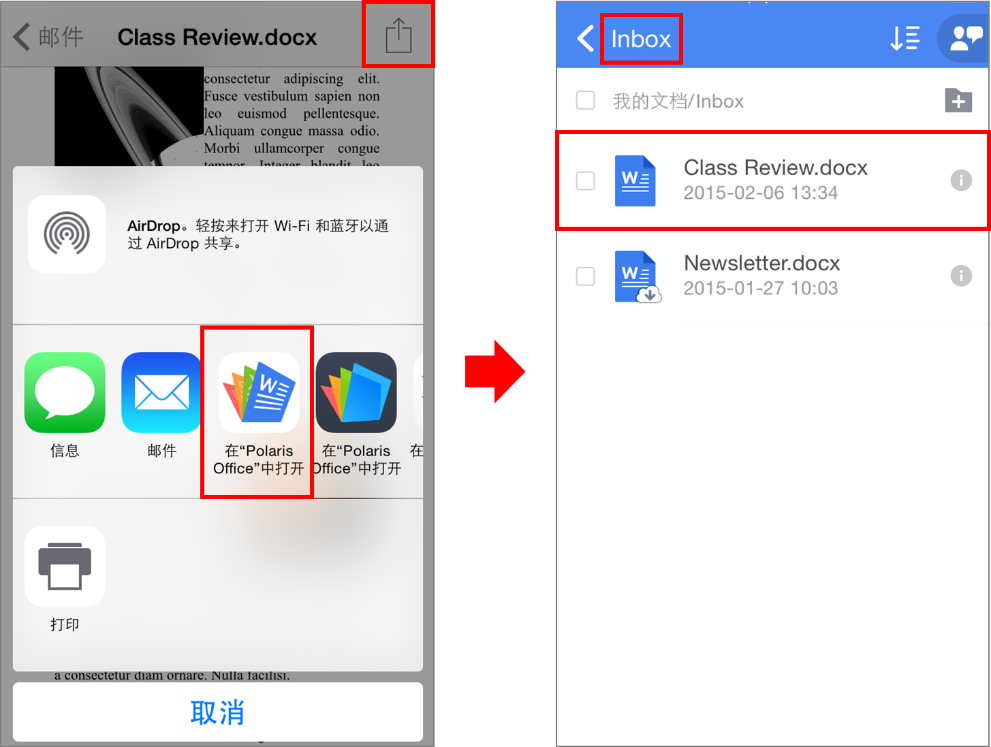 邮件
Class Review.docx
consectetur adipiscing elit.
Fusce vestibulum sapien non
leo euismod pellentesque.
Aliquam congue massa odio.
Morbi ullamcorper congue
tempor. Integer blandit leo
AirDrop。轻按来打开 Wi-Fi 和蓝牙以通
过 AirDrop 共享。
信息
邮件
在“Polaris
Office”中打开
在“Polaris
Office”中打开
在
打印
a consectetur diam ornare. Nulla facilisi.
取消
Inbox
我的文档/Inbox
W
Class Review.docx
2015-02-06 13:34
W
Newsletter.docx
2015-01-27 10:03